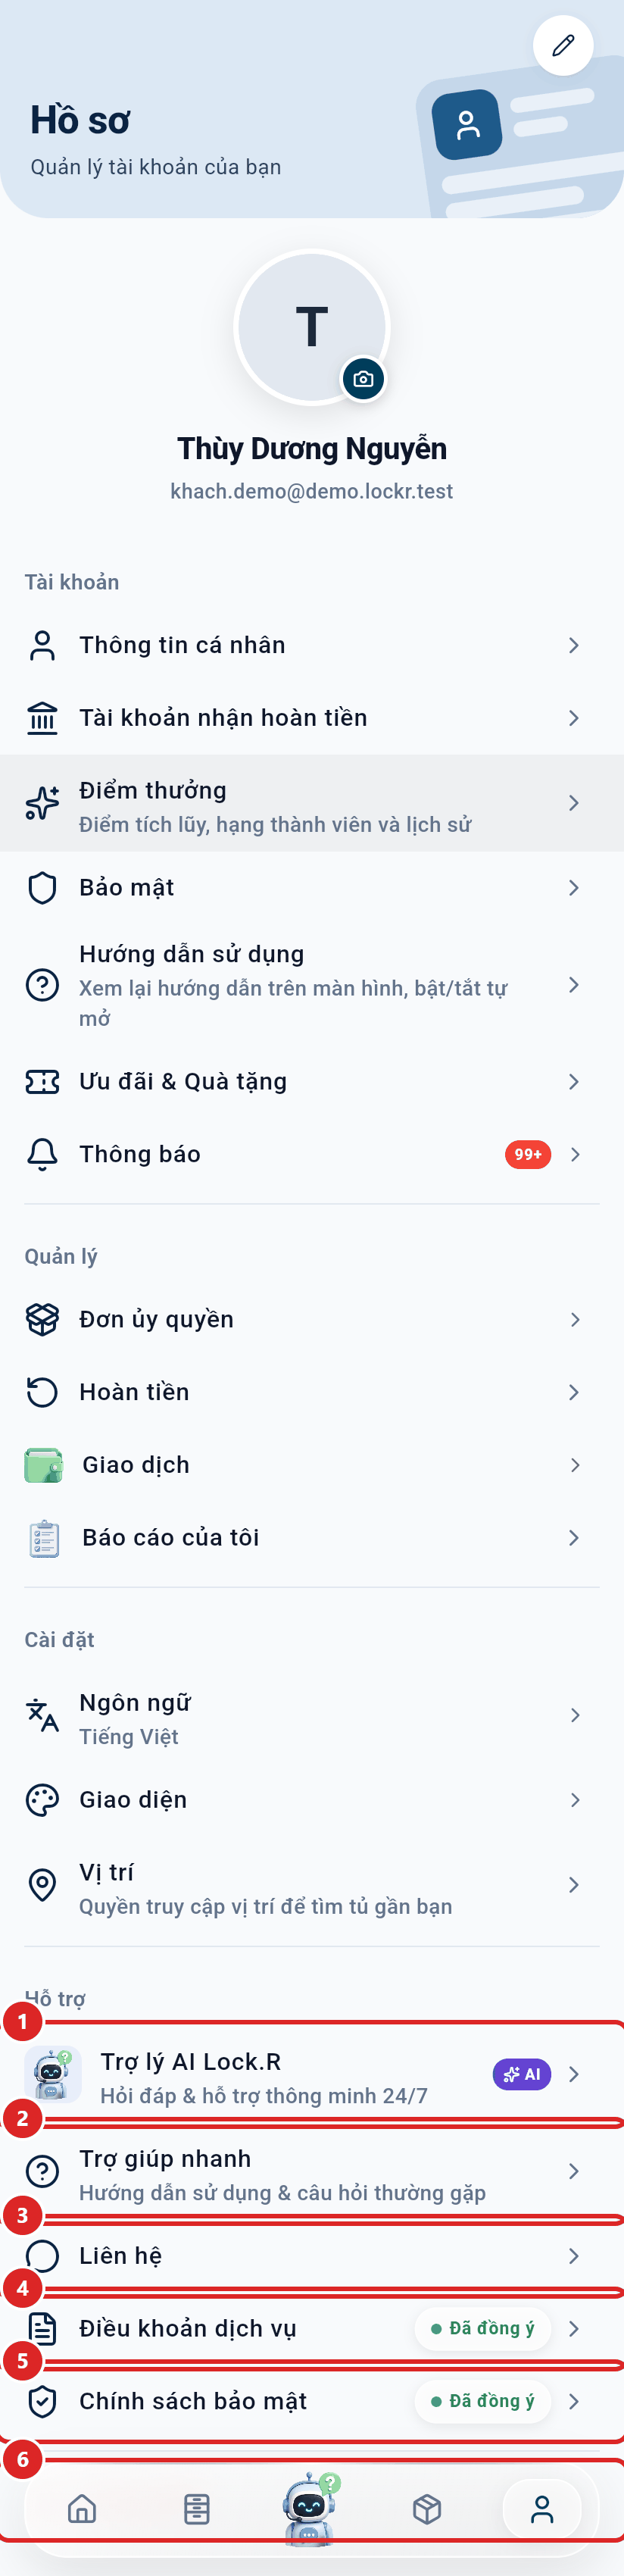 Hồ sơ
Quản lý tài khoản của bạn
T
Thùy Dương Nguyễn
khach.demo@demo.lockr.test
Tài khoản
Thông tin cá nhân
Tài khoản nhận hoàn tiền
Điểm thưởng
Điểm tích lũy, hạng thành viên và lịch sử
Bảo mật
Hướng dẫn sử dụng
Xem lại hướng dẫn trên màn hình, bật/tắt tự
mở
Ưu đãi & Quà tặng
Thông báo 99+
Quản lý
Đơn ủy quyền
Hoàn tiền
Giao dịch
Báo cáo của tôi
Cài đặt
Ngôn ngữ
Tiếng Việt
Giao diện
Vị trí
Quyền truy cập vị trí để tìm tủ gần bạn
Hỗ trợ
1
Trợ lý AI Lock.R AI
Hỏi đáp & hỗ trợ thông minh 24/7
2
Trợ giúp nhanh
Hướng dẫn sử dụng & câu hỏi thường gặp
3
Liên hệ
4
Điều khoản dịch vụ Đã đồng ý
5
Chính sách bảo mật Đã đồng ý
6